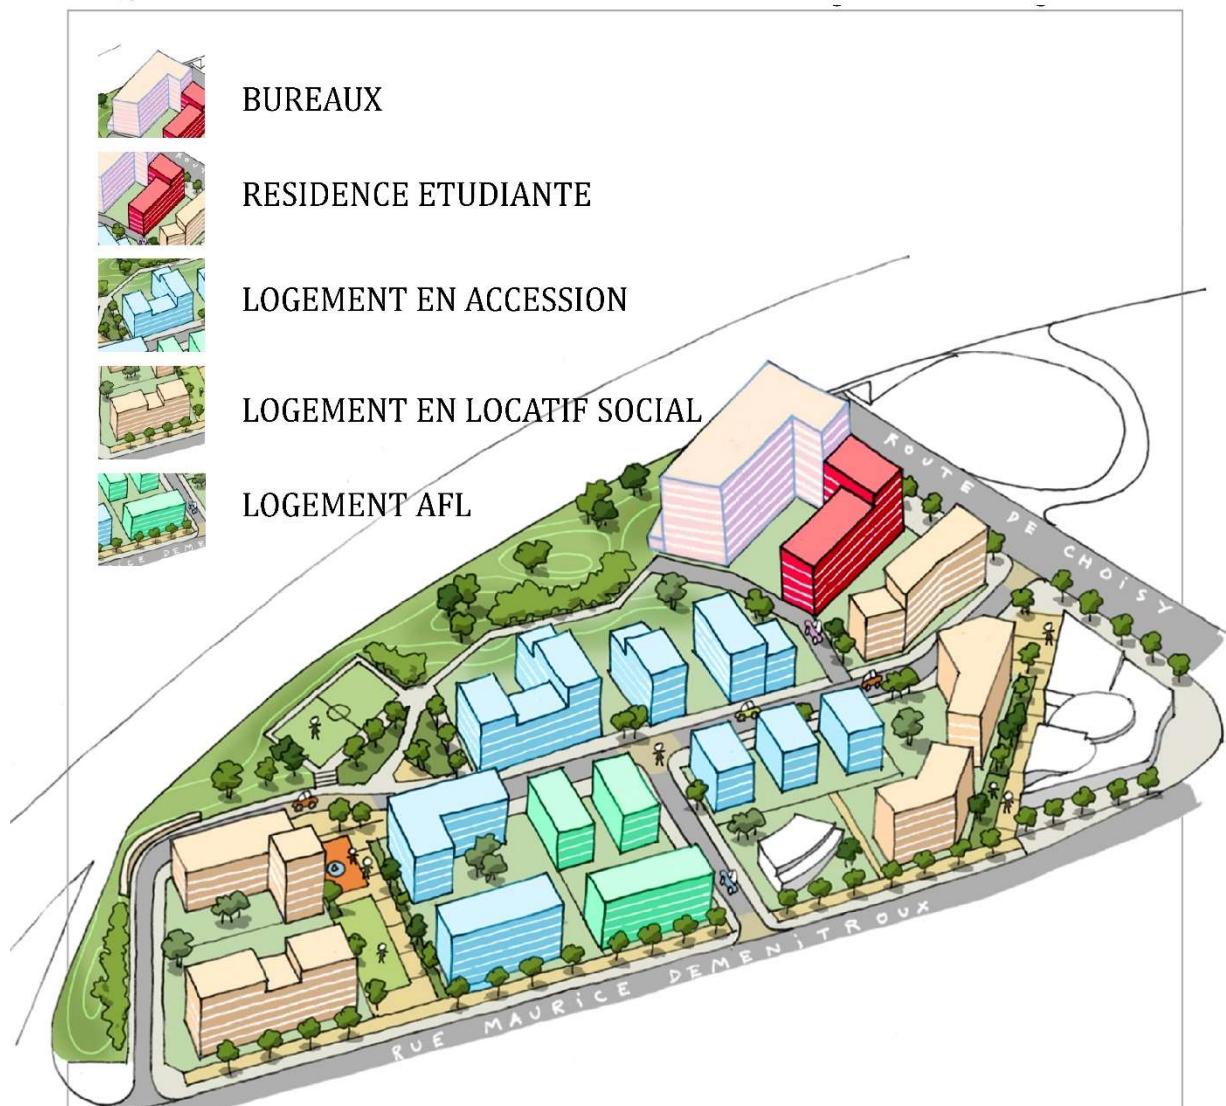 BUREAUX
RESIDENCE ETUDIANTE
LOGEMENT EN ACCESSION
LOGEMENT EN LOCATIF SOCIAL
LOGEMENT AFL
ROUTE DE CHOISY
RUE MAURICE DEMENITROUX